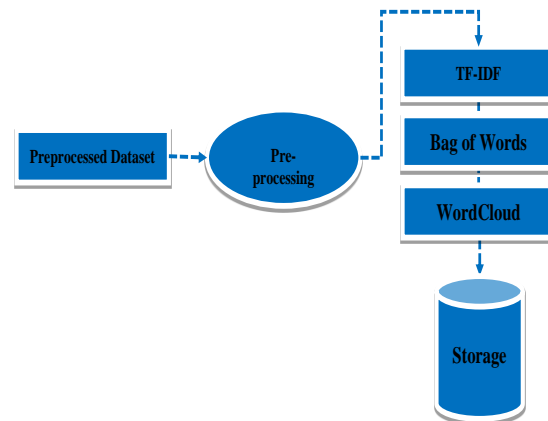 TF-IDF
Preprocessed Dataset
Pre-
processing
Bag of Words
WordCloud
Storage